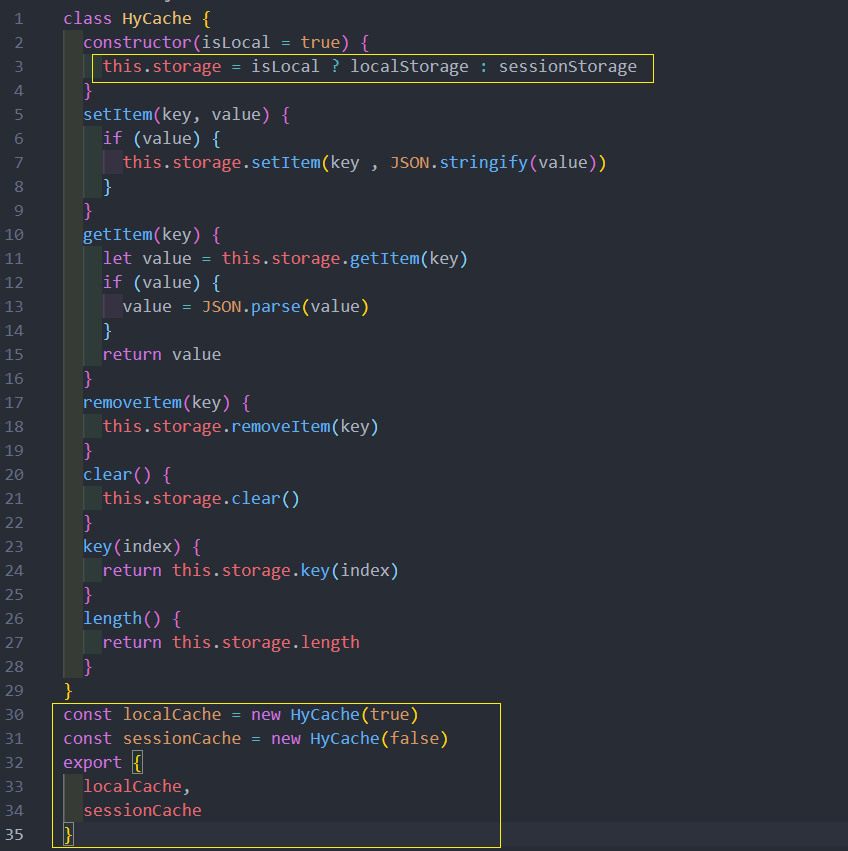 1 class HyCache {
2   constructor(isLocal = true) {
3     this.storage = isLocal ? localStorage : sessionStorage
4   }
5   setItem(key, value) {
6     if (value) {
7       this.storage.setItem(key , JSON.stringify(value))
8     }
9   }
10   getItem(key) {
11     let value = this.storage.getItem(key)
12     if (value) {
13       value = JSON.parse(value)
14     }
15     return value
16   }
17   removeItem(key) {
18     this.storage.removeItem(key)
19   }
20   clear() {
21     this.storage.clear()
22   }
23   key(index) {
24     return this.storage.key(index)
25   }
26   length() {
27     return this.storage.length
28   }
29 }
30 const localCache = new HyCache(true)
31 const sessionCache = new HyCache(false)
32 export {
33   localCache,
34   sessionCache
35 }